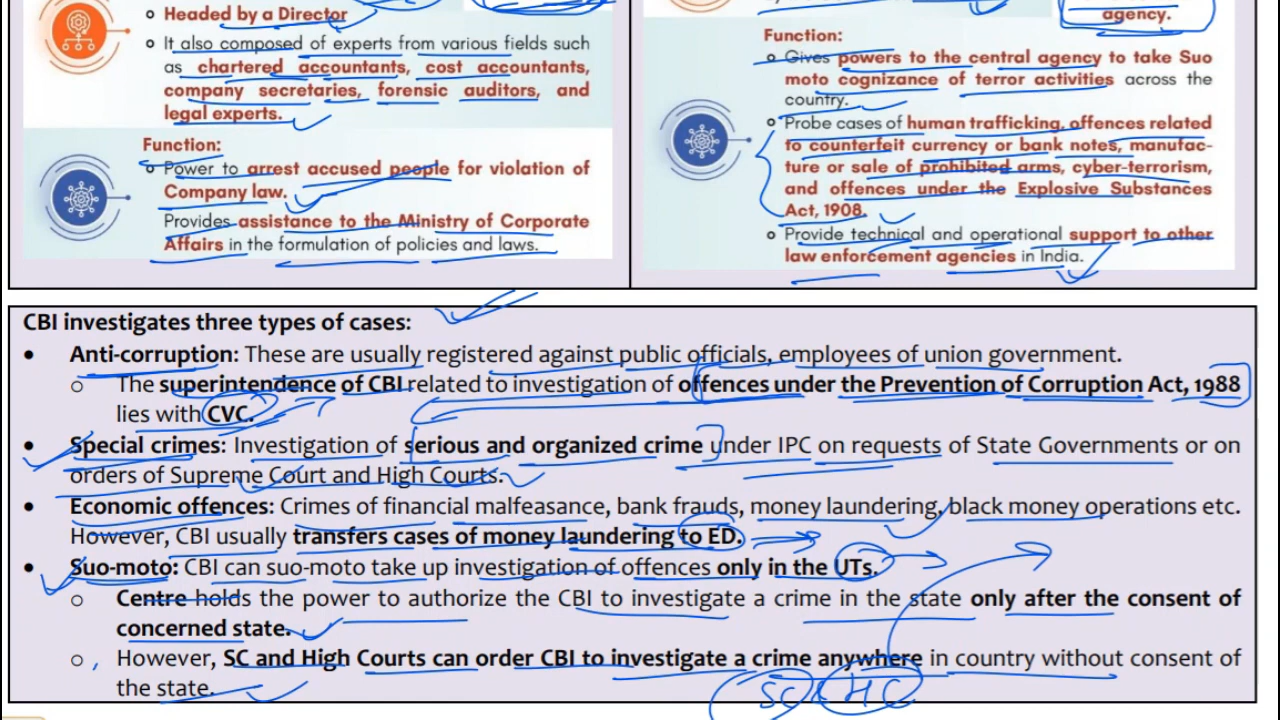 Headed by a Director
It also composed of experts from various fields such
as chartered accountants, cost accountants,
company secretaries, forensic auditors, and
legal experts.
Function:
Power to arrest accused people for violation of
Company law.
Provides assistance to the Ministry of Corporate
Affairs in the formulation of policies and laws.
agency.
Function:
Gives powers to the central agency to take Suo
moto cognizance of terror activities across the
country.
Probe cases of human trafficking, offences related
to counterfeit currency or bank notes, manufac-
ture or sale of prohibited arms, cyber-terrorism,
and offences under the Explosive Substances
Act, 1908.
Provide technical and operational support to other
law enforcement agencies in India.
CBI investigates three types of cases:
• Anti-corruption: These are usually registered against public officials, employees of union government.
o The superintendence of CBI related to investigation of offences under the Prevention of Corruption Act, 1988
lies with CVC.
• Special crimes: Investigation of serious and organized crime under IPC on requests of State Governments or on
orders of Supreme Court and High Courts.
• Economic offences: Crimes of financial malfeasance, bank frauds, money laundering, black money operations etc.
However, CBI usually transfers cases of money laundering to ED.
• Suo-moto: CBI can suo-moto take up investigation of offences only in the UTs.
o Centre holds the power to authorize the CBI to investigate a crime in the state only after the consent of
concerned state.
o However, SC and High Courts can order CBI to investigate a crime anywhere in country without consent of
the state.
SC & HC